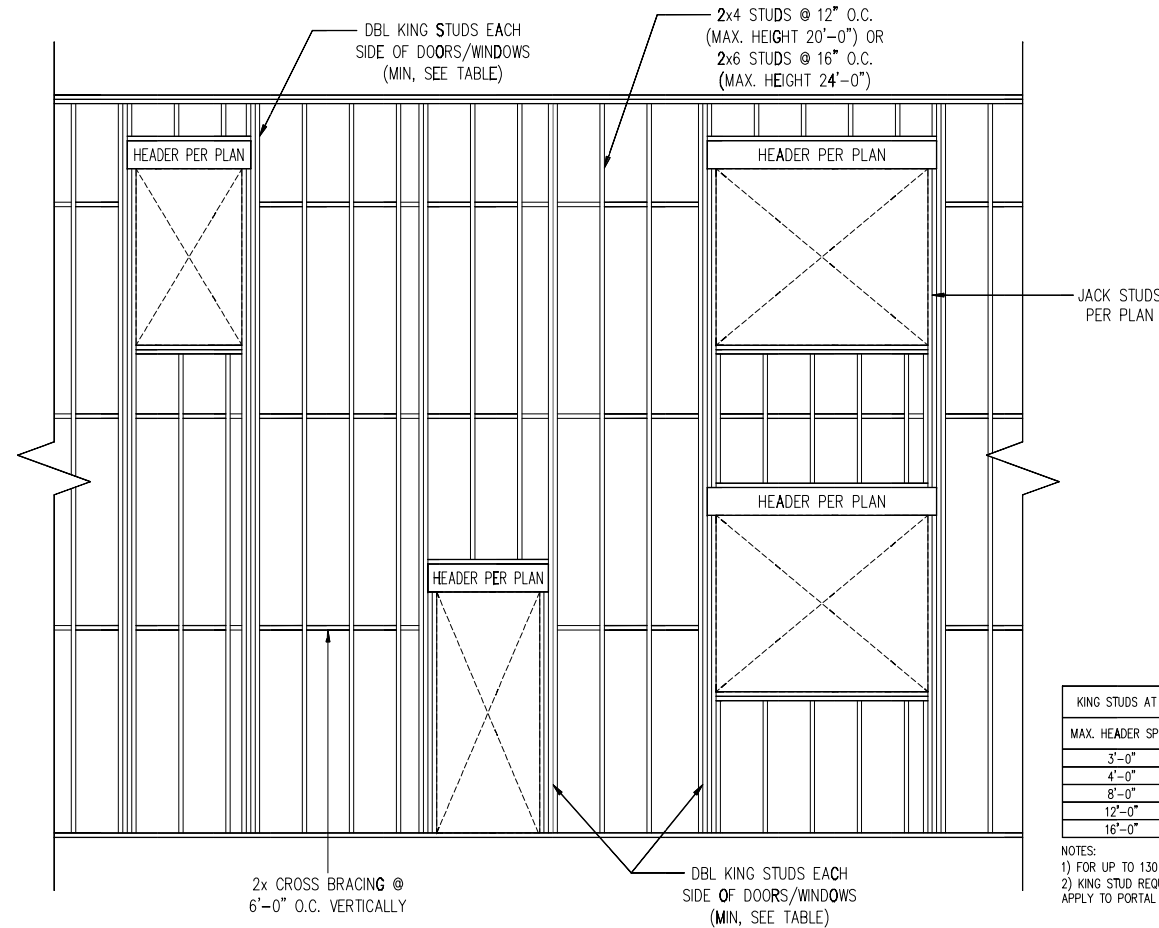 DBL KING STUDS EACH
SIDE OF DOORS/WINDOWS
(MIN, SEE TABLE)
2x4 STUDS @ 12" O.C.
(MAX. HEIGHT 20'-0") OR
2x6 STUDS @ 16" O.C.
(MAX. HEIGHT 24'-0")
HEADER PER PLAN
HEADER PER PLAN
JACK STUDS
PER PLAN
HEADER PER PLAN
HEADER PER PLAN
KING STUDS AT
MAX. HEADER SP
3'-0"
4'-0"
8'-0"
12'-0"
16'-0"
NOTES:
1) FOR UP TO 130
2) KING STUD REQU
APPLY TO PORTAL
2x CROSS BRACING @
6'-0" O.C. VERTICALLY
DBL KING STUDS EACH
SIDE OF DOORS/WINDOWS
(MIN, SEE TABLE)